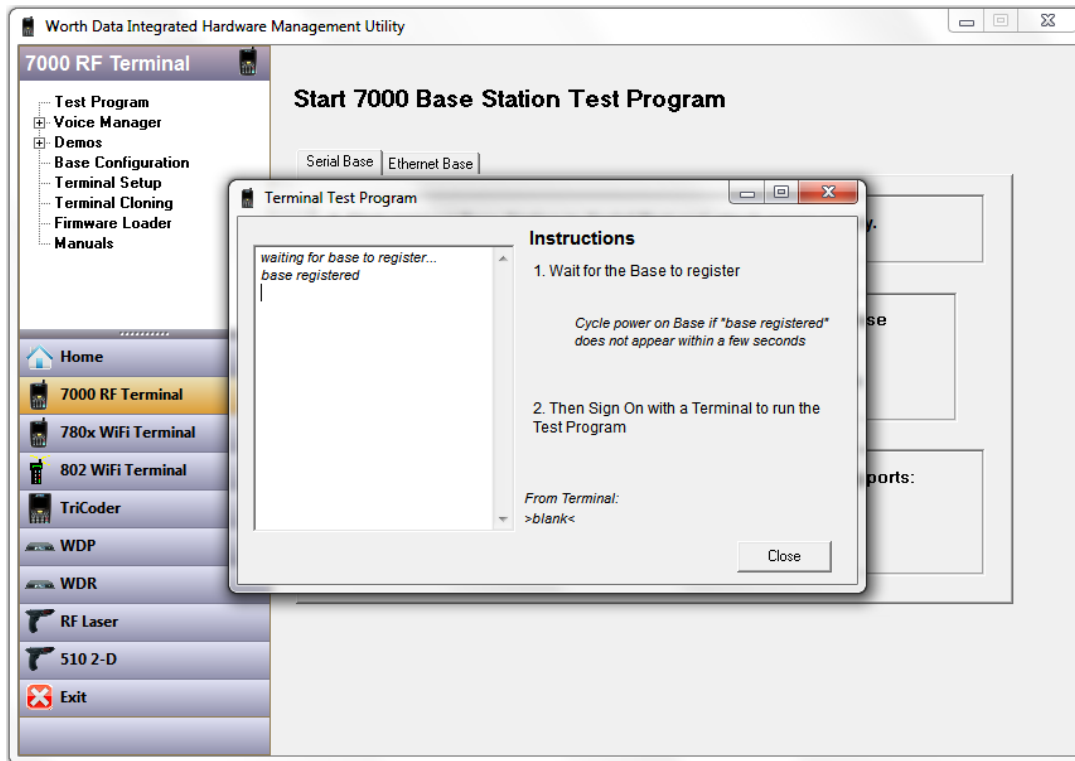 Worth Data Integrated Hardware Management Utility
7000 RF Terminal
Test Program
Voice Manager
Demos
Base Configuration
Terminal Setup
Terminal Cloning
Firmware Loader
Manuals
Home
7000 RF Terminal
780x WiFi Terminal
802 WiFi Terminal
TriCoder
WDP
WDR
RF Laser
510 2-D
Exit
Start 7000 Base Station Test Program
Serial Base
Ethernet Base
Terminal Test Program
waiting for base to register...
base registered
Instructions
1. Wait for the Base to register
Cycle power on Base if "base registered"
does not appear within a few seconds
2. Then Sign On with a Terminal to run the
Test Program
From Terminal:
>blank<
Close
ports: